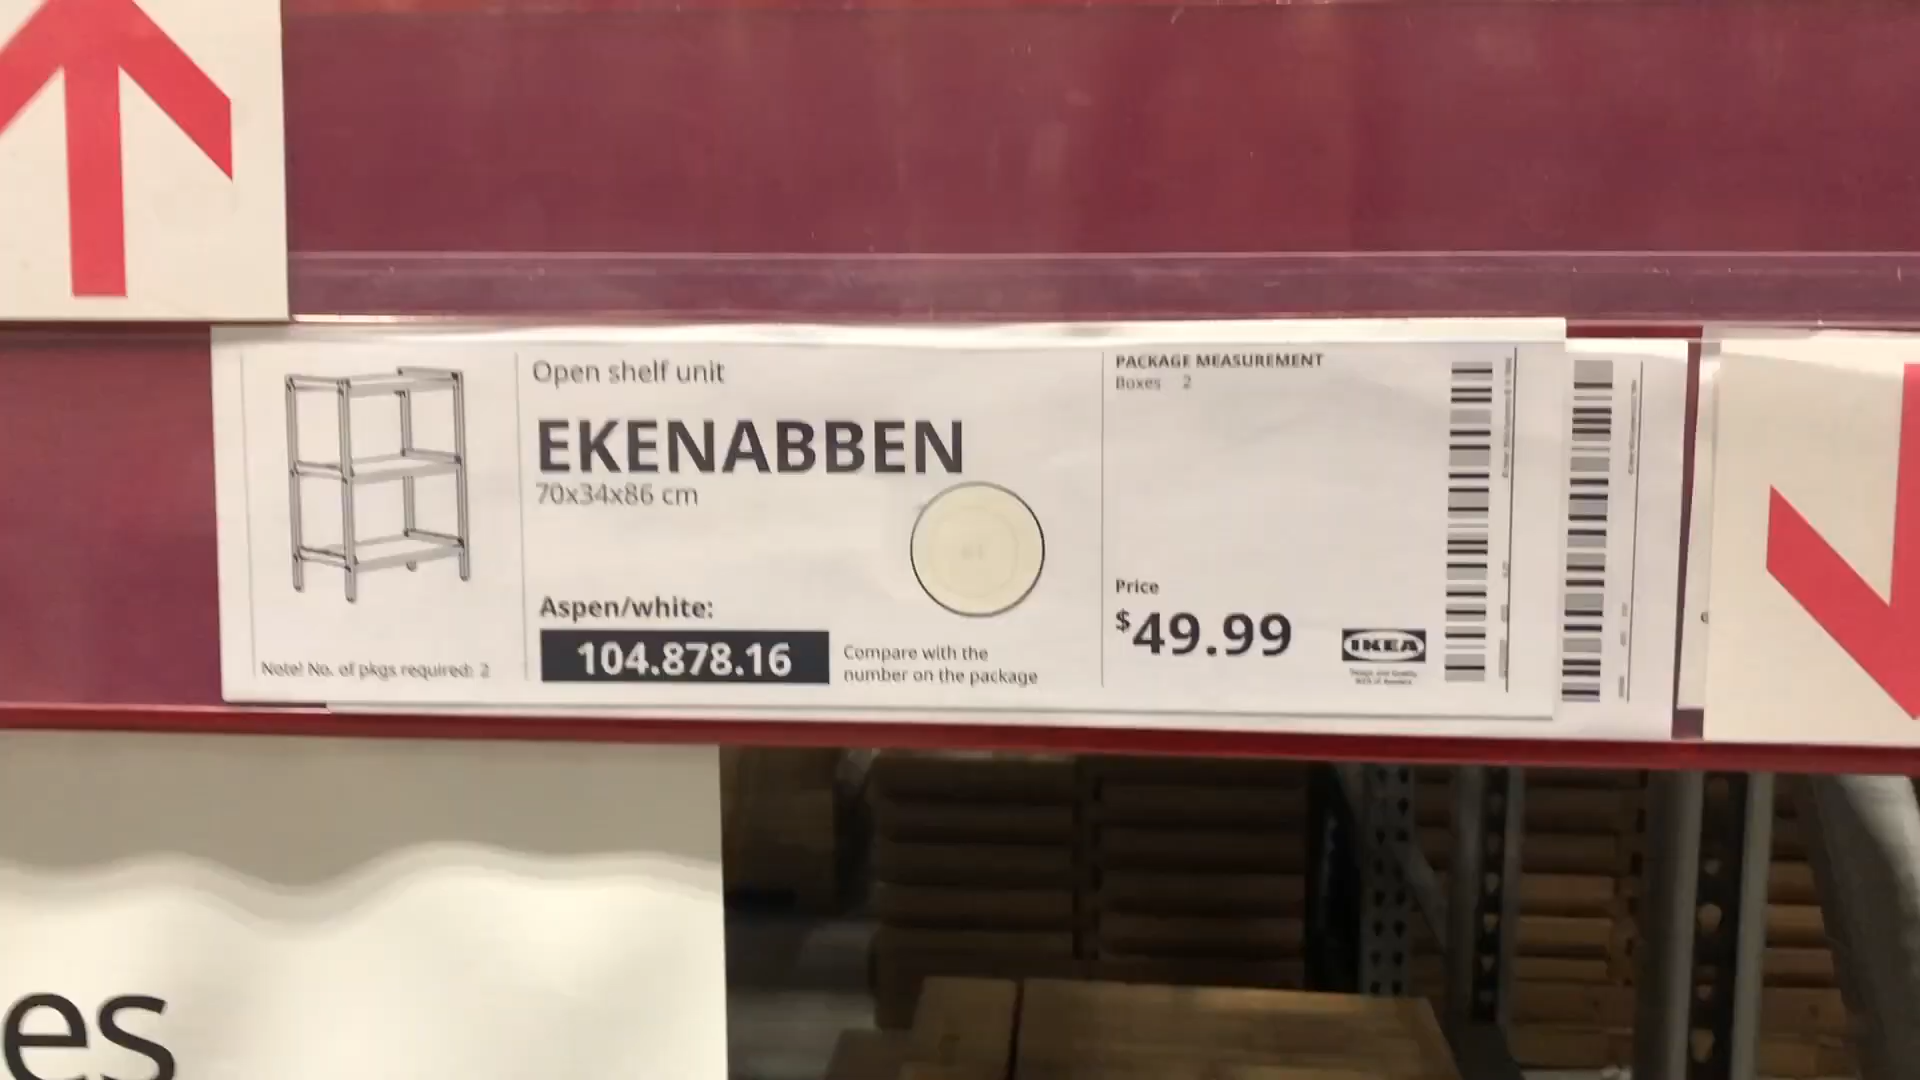 Open shelf unit
EKENABBEN
70x34x86 cm
Aspen/white:
104.878.16
Compare with the
number on the package
Note! No. of pkgs required: 2
PACKAGE MEASUREMENT
Boxes 2
Price
$49.99
IKEA
es